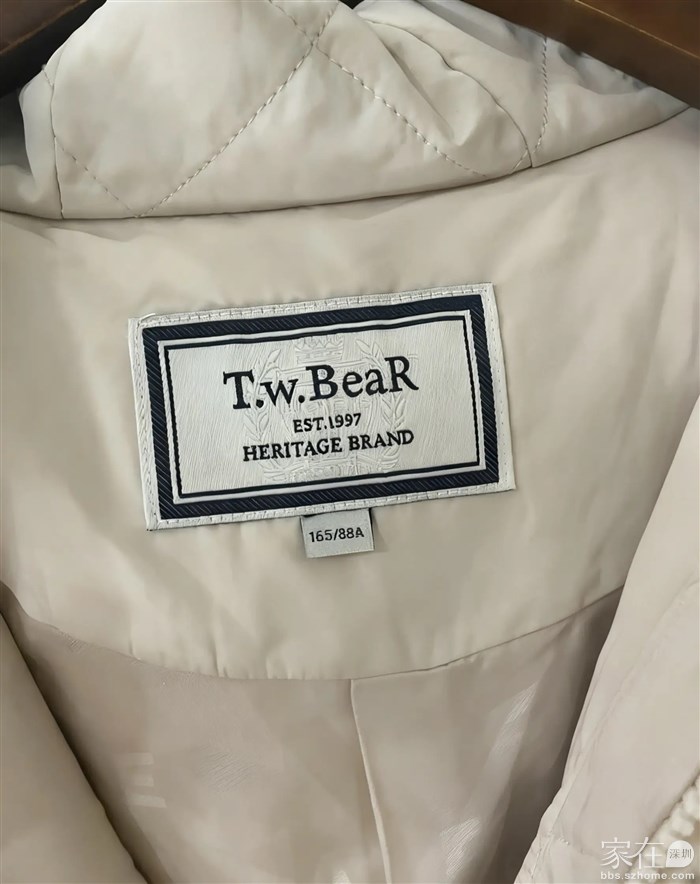 T.w.BeaR
EST.1997
HERITAGE BRAND
165/88A
家在深圳
bbs.szhome.com